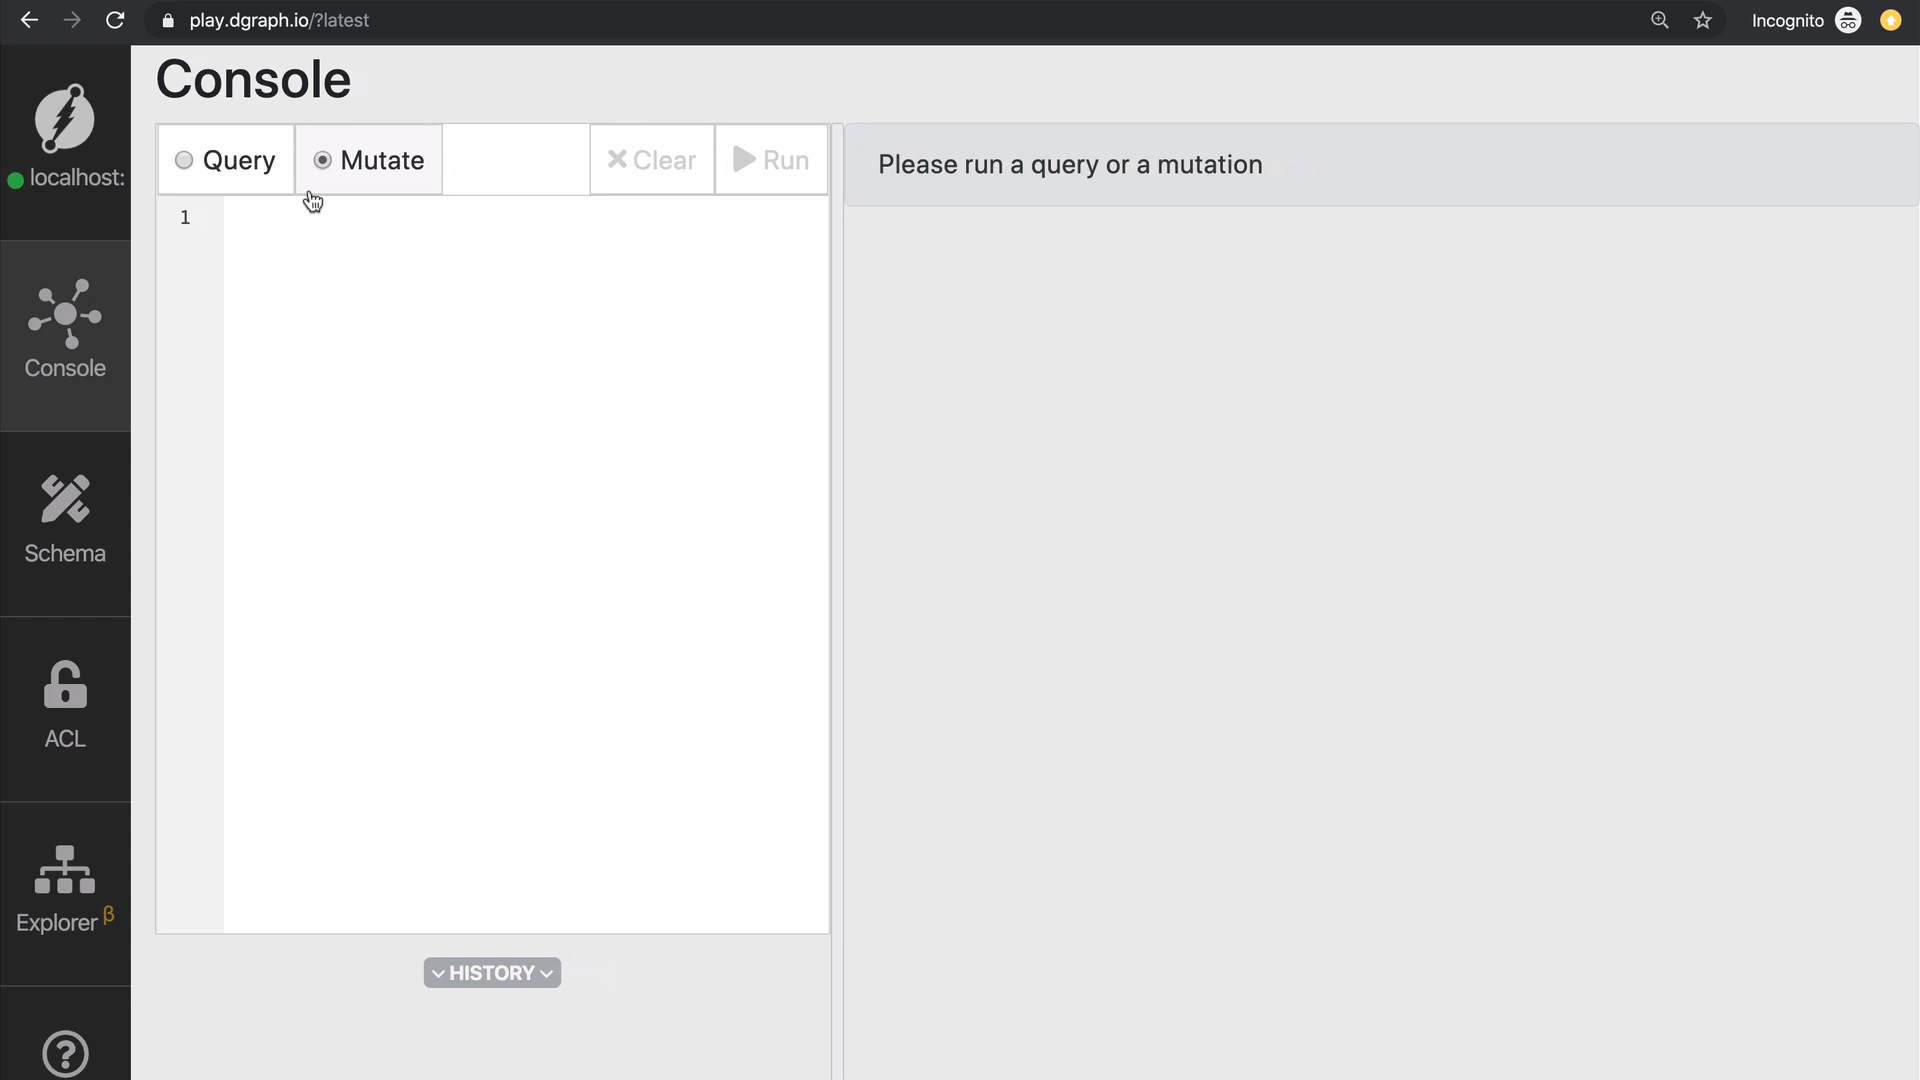 play.dgraph.io/?latest
Incognito
Console
localhost:
Query
Mutate
Clear
Run
Please run a query or a mutation
1
Console
Schema
ACL
Explorer β
HISTORY
?